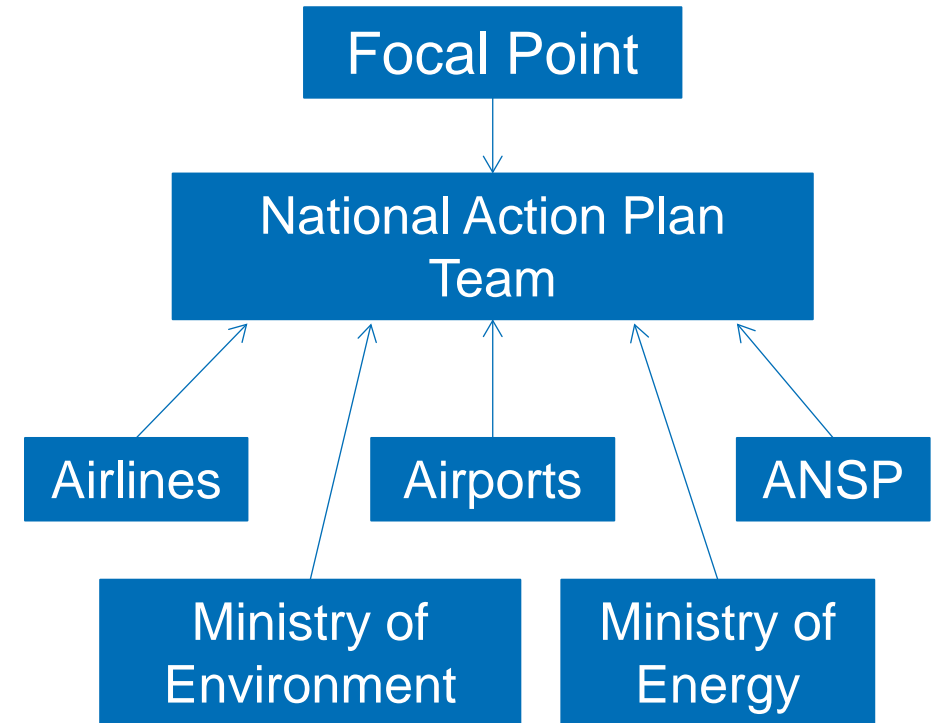 Focal Point
National Action Plan
Team
Airlines
Airports
ANSP
Ministry of
Environment
Ministry of
Energy